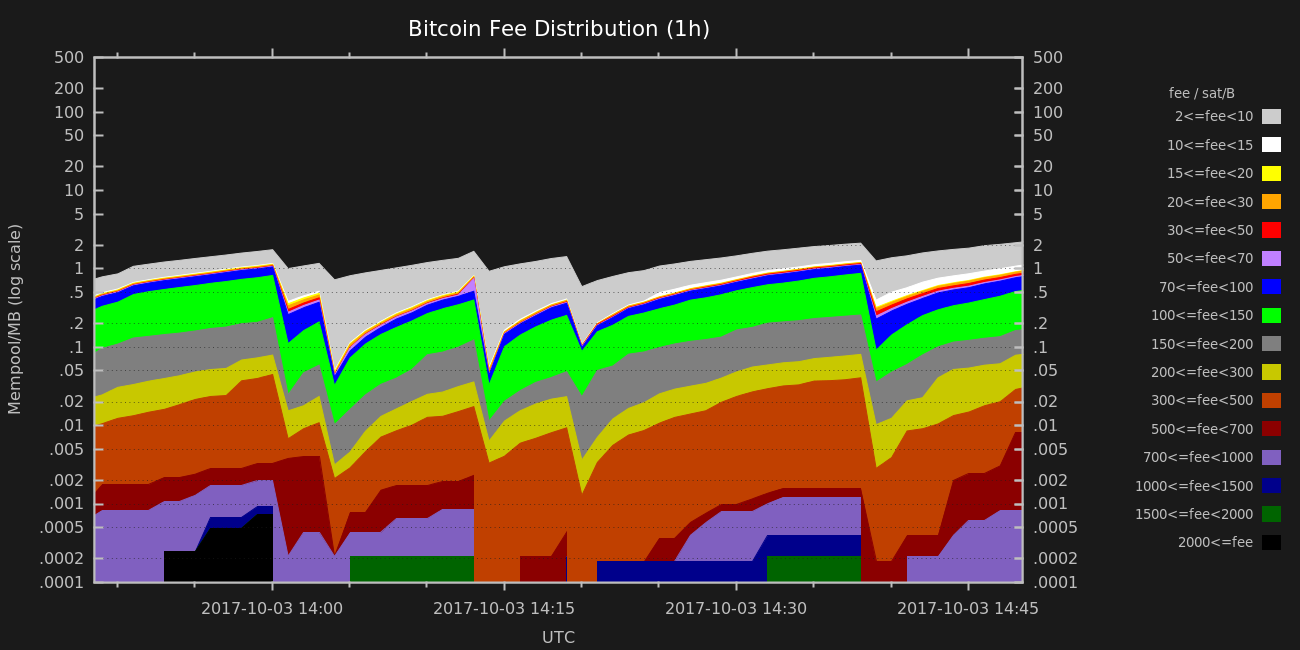 Bitcoin Fee Distribution (1h)
Mempool/MB (log scale)
500
200
100
50
20
10
5
2
1
.5
.2
.1
.05
.02
.01
.005
.002
.001
.0005
.0002
.0001
500
200
100
50
20
10
5
2
1
.5
.2
.1
.05
.02
.01
.005
.002
.001
.0005
.0002
.0001
2017-10-03 14:00
2017-10-03 14:15
2017-10-03 14:30
2017-10-03 14:45
UTC
fee / sat/B
2<=fee<10
10<=fee<15
15<=fee<20
20<=fee<30
30<=fee<50
50<=fee<70
70<=fee<100
100<=fee<150
150<=fee<200
200<=fee<300
300<=fee<500
500<=fee<700
700<=fee<1000
1000<=fee<1500
1500<=fee<2000
2000<=fee